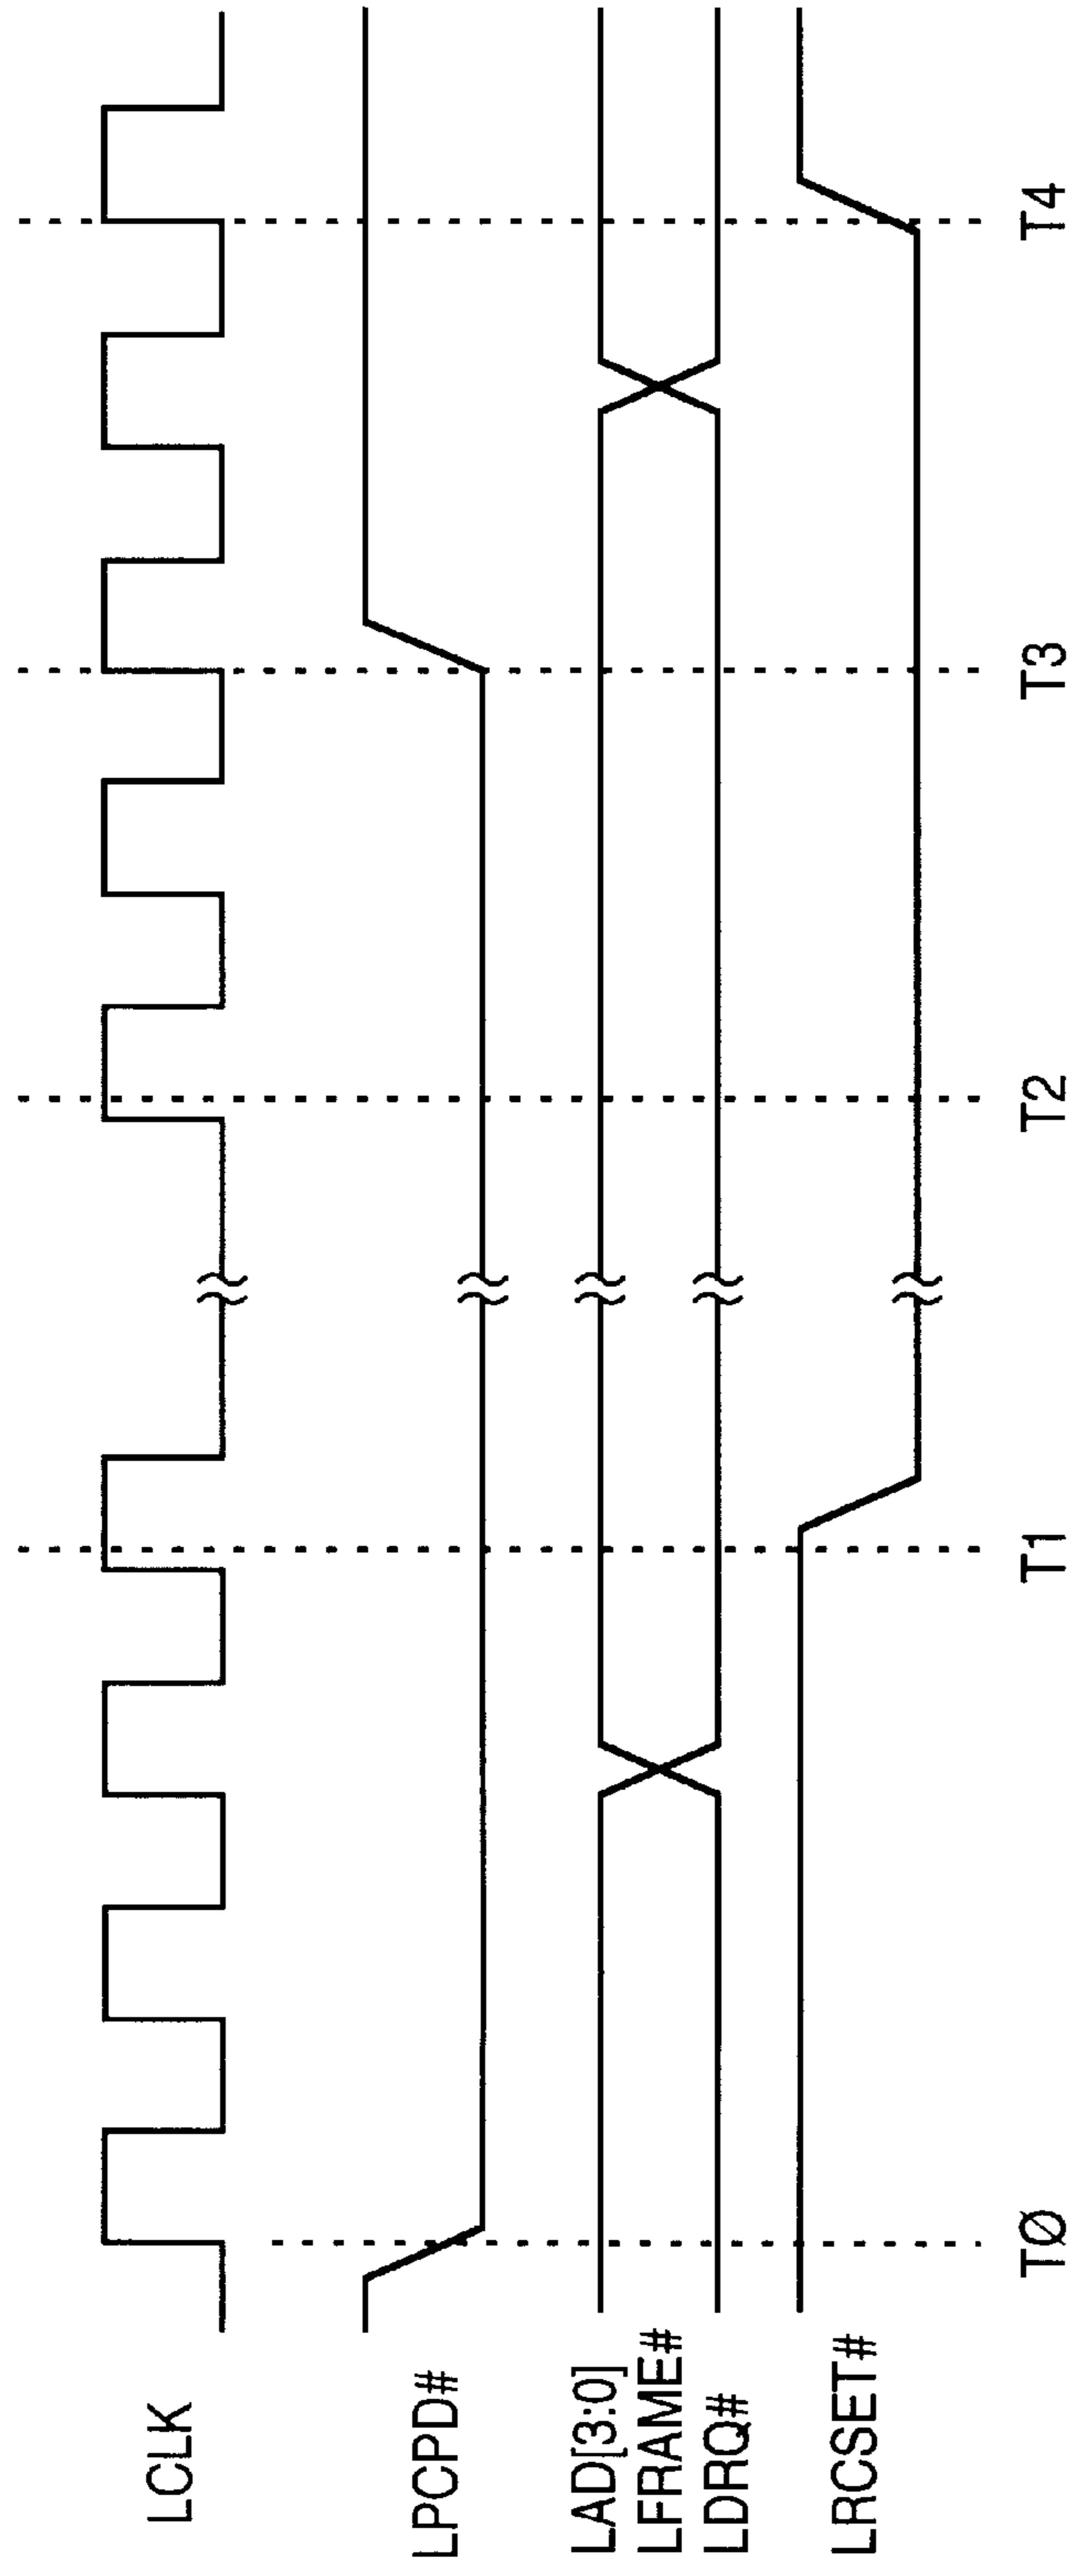 LCLK
LPCPD#
LAD[3:0]
LFRAME#
LDRQ#
LRCSET#
TØ
T1
T2
T3
T4